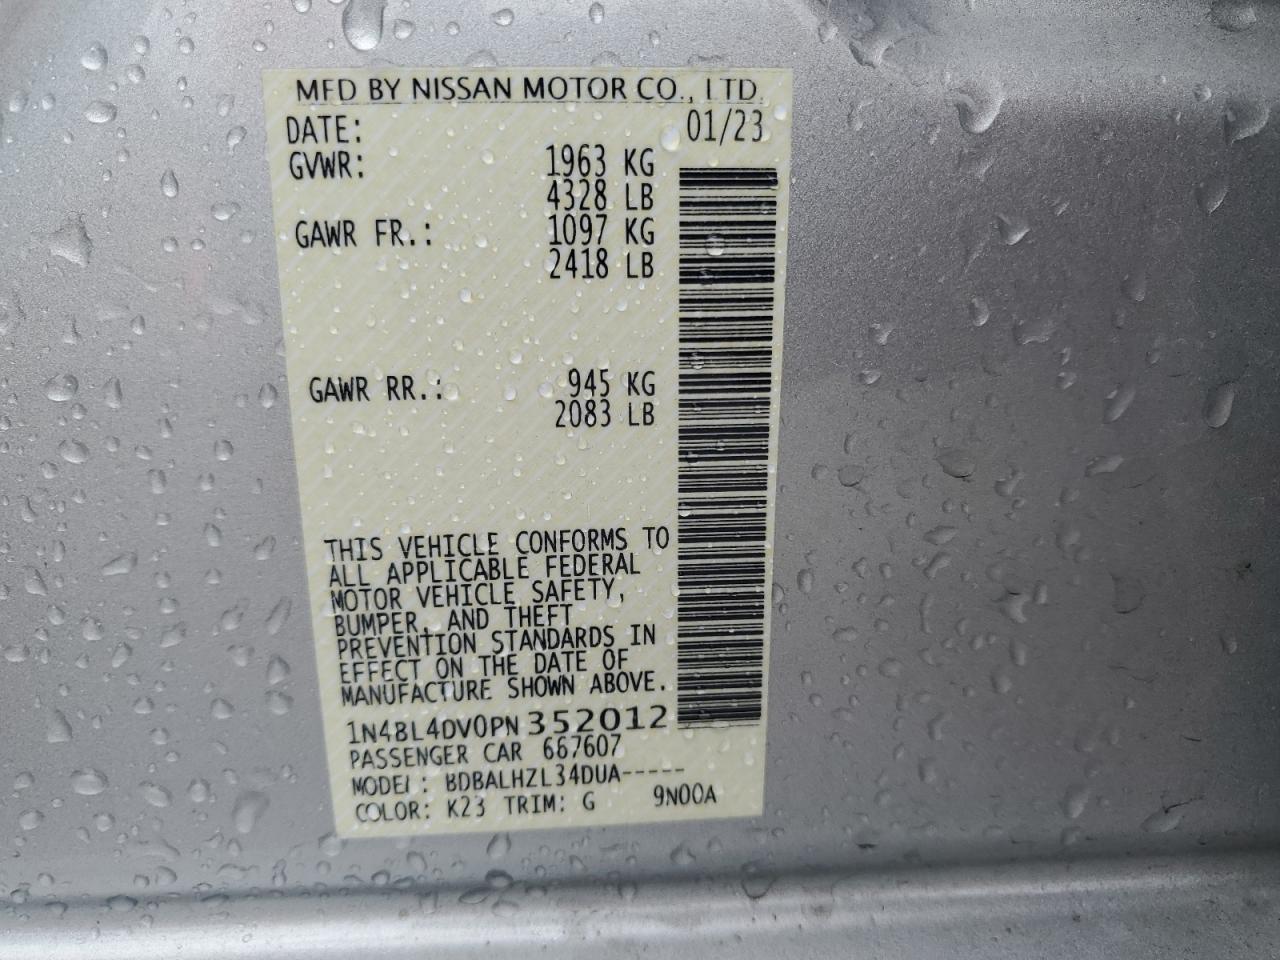 MFD BY NISSAN MOTOR CO., LTD.
DATE: 01/23
GVWR: 1963 KG
4328 LB
GAWR FR.: 1097 KG
2418 LB
GAWR RR.: 945 KG
2083 LB
THIS VEHICLE CONFORMS TO
ALL APPLICABLE FEDERAL
MOTOR VEHICLE SAFETY,
BUMPER, AND THEFT
PREVENTION STANDARDS IN
EFFECT ON THE DATE OF
MANUFACTURE SHOWN ABOVE.
1N4BL4DV0PN352012
PASSENGER CAR 667607
MODEL: BDBALHZL34DUA-----
COLOR: K23 TRIM: G 9N00A